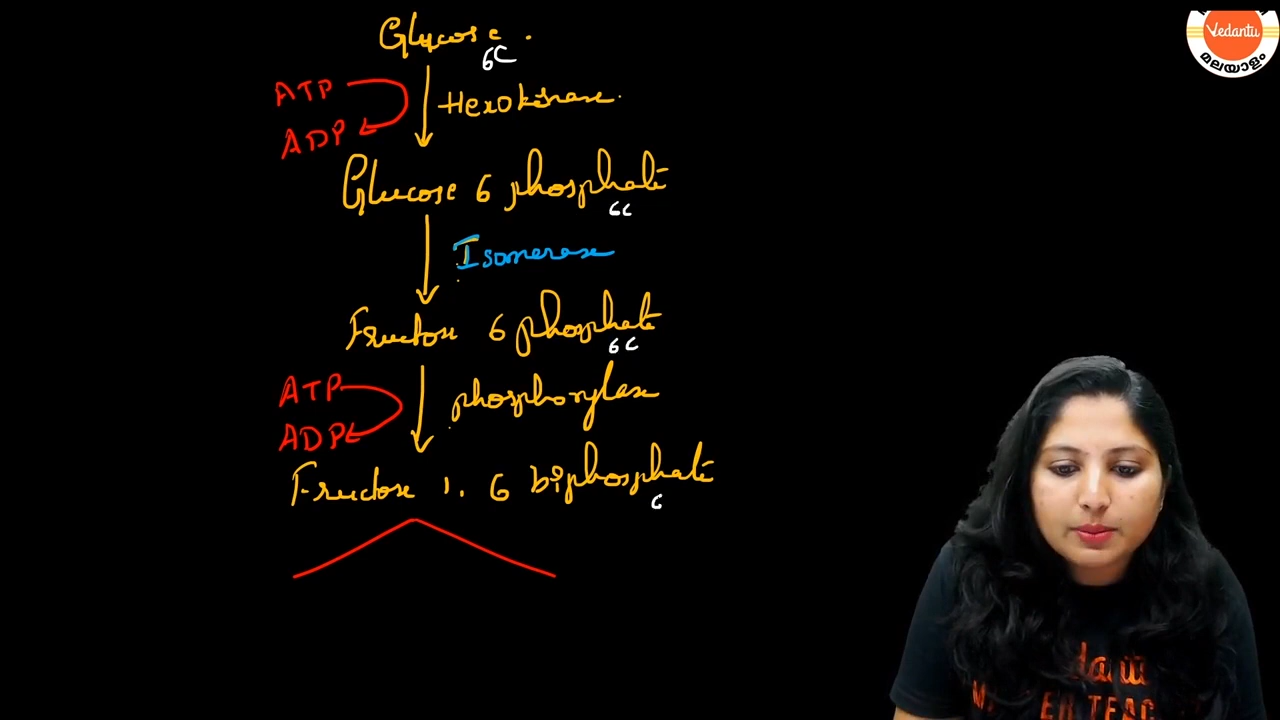 Glucose.
6C
ATP
Hexokinase.
ADP
Glucose 6 phosphate
6C
Isomerase
Fructose 6 phosphate
6C
ATP
phosphorylase
ADP
Fructose 1, 6 biphosphate
6
Vedantu
മലയാളം